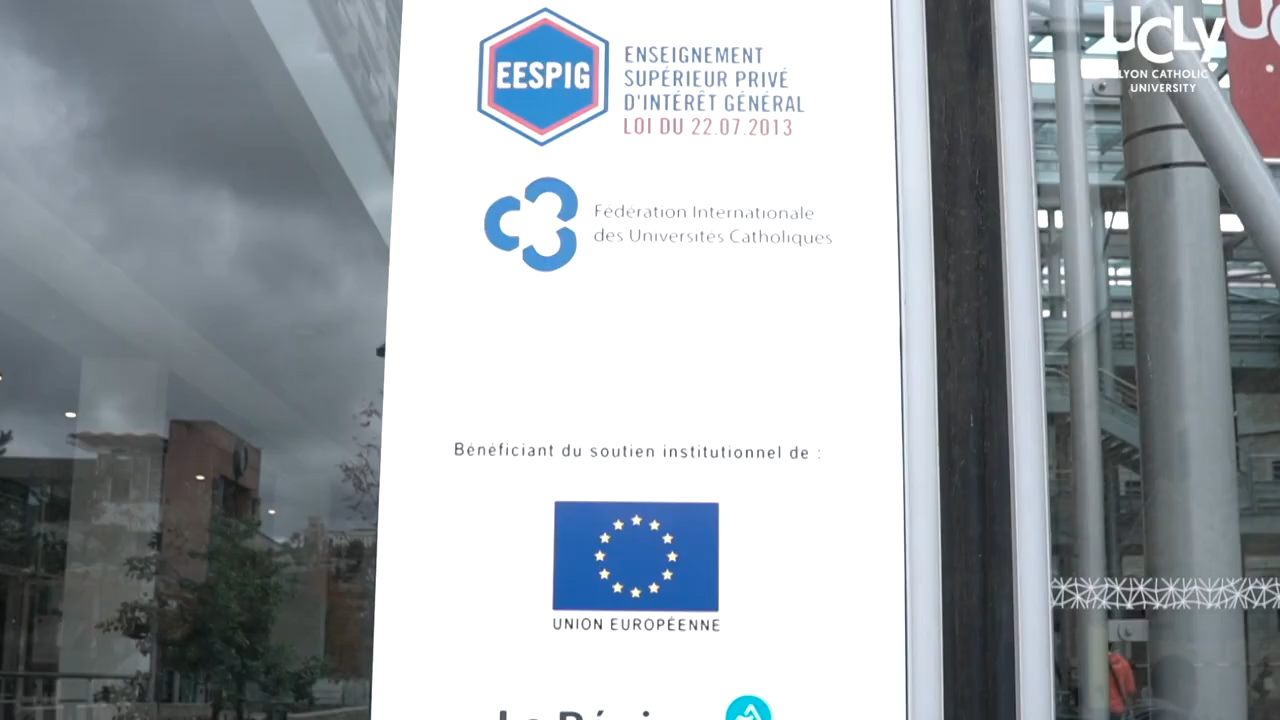 EESPIG
ENSEIGNEMENT
SUPÉRIEUR PRIVÉ
D'INTÉRÊT GÉNÉRAL
LOI DU 22.07.2013
Fédération Internationale
des Universités Catholiques
Bénéficiant du soutien institutionnel de :
UNION EUROPÉENNE
UCLy
LYON CATHOLIC
UNIVERSITY